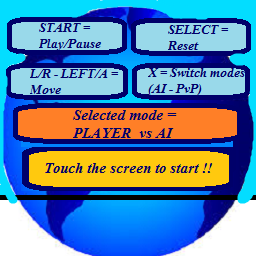 START =
Play/Pause
SELECT =
Reset
L/R - LEFT/A =
Move
X = Switch modes
(AI - PvP)
Selected mode =
PLAYER vs AI
Touch the screen to start !!